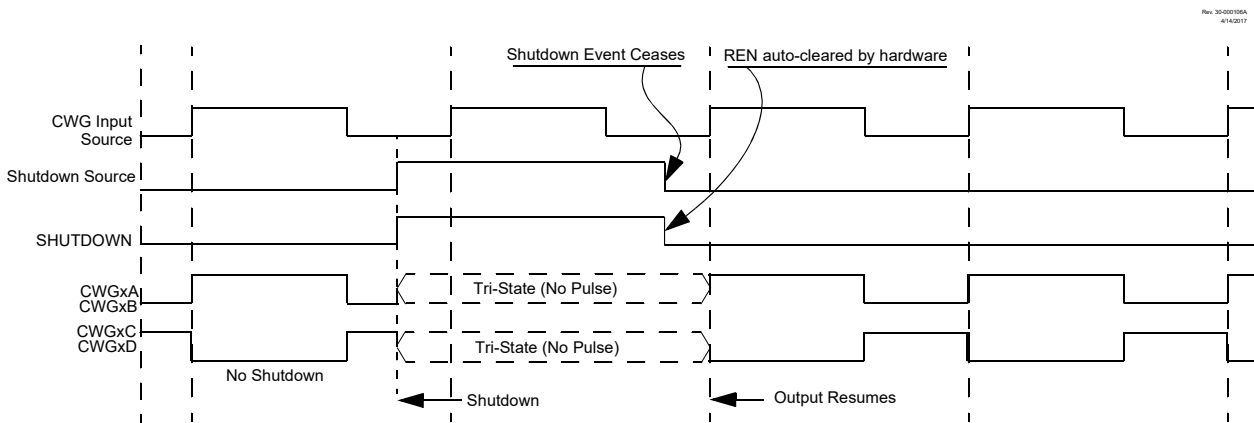 Rev. 30-000106A
4/14/2017
Shutdown Event Ceases
REN auto-cleared by hardware
CWG Input
Source
Shutdown Source
SHUTDOWN
CWGxA
CWGxB
Tri-State (No Pulse)
CWGxC
CWGxD
Tri-State (No Pulse)
No Shutdown
Shutdown
Output Resumes